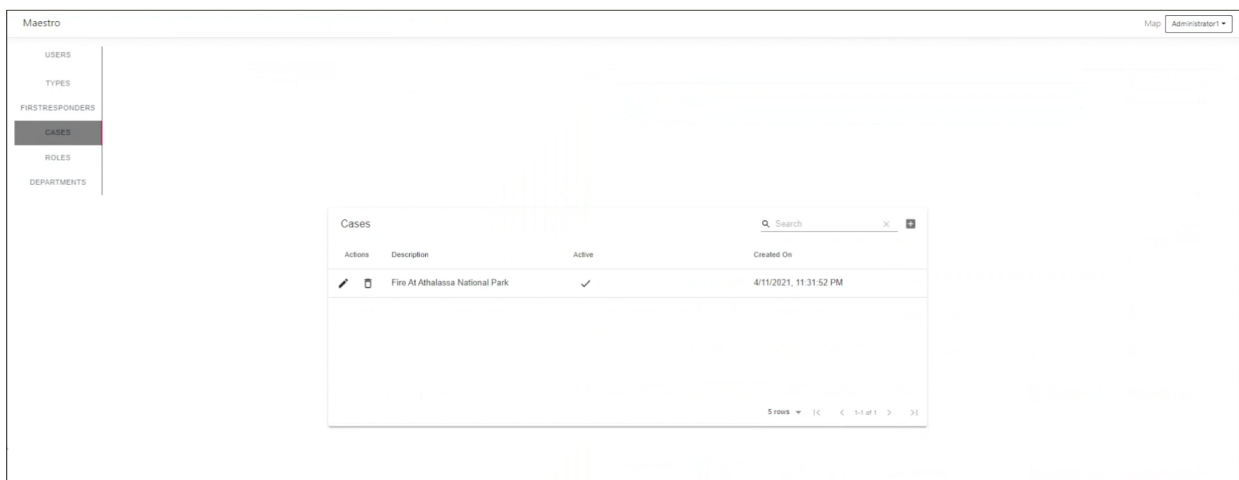 Maestro
Map Administrator1
USERS
TYPES
FIRSTRESPONDERS
CASES
ROLES
DEPARTMENTS
Cases
Search
Actions Description Active Created On
Fire At Athalassa National Park 4/11/2021, 11:31:52 PM
5 rows 1-1 of 1